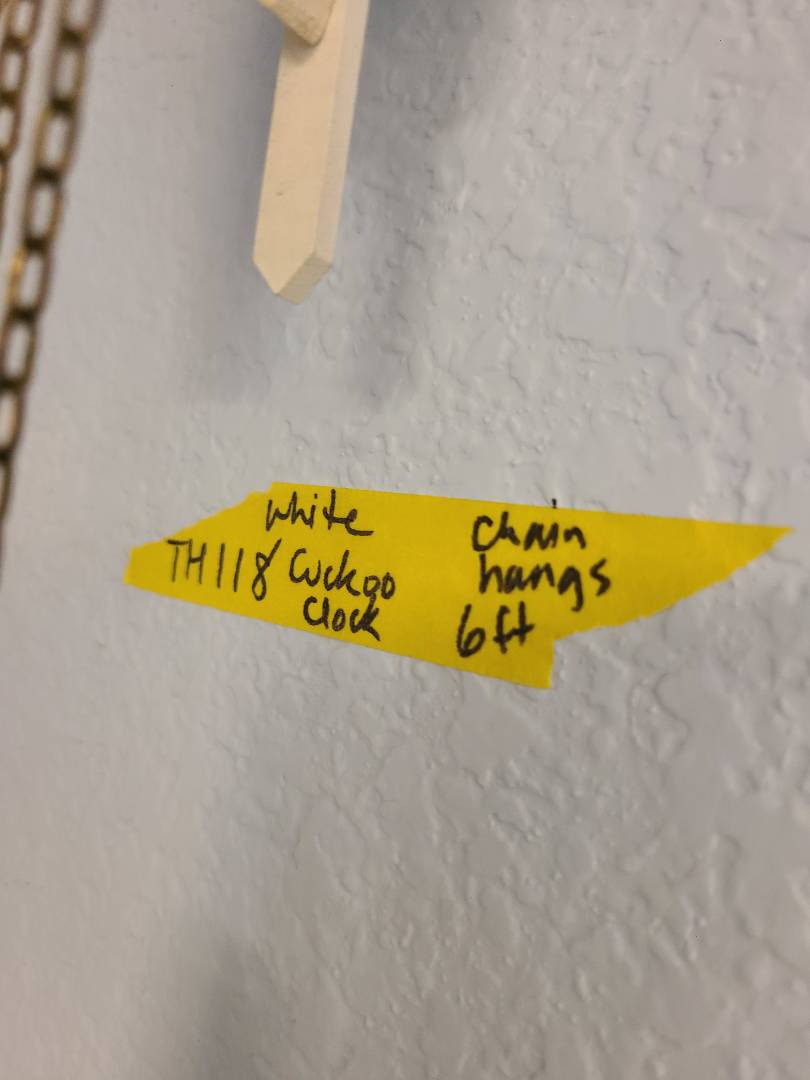 white
TH118 Cuckoo
Clock
Chain
hangs
6ft